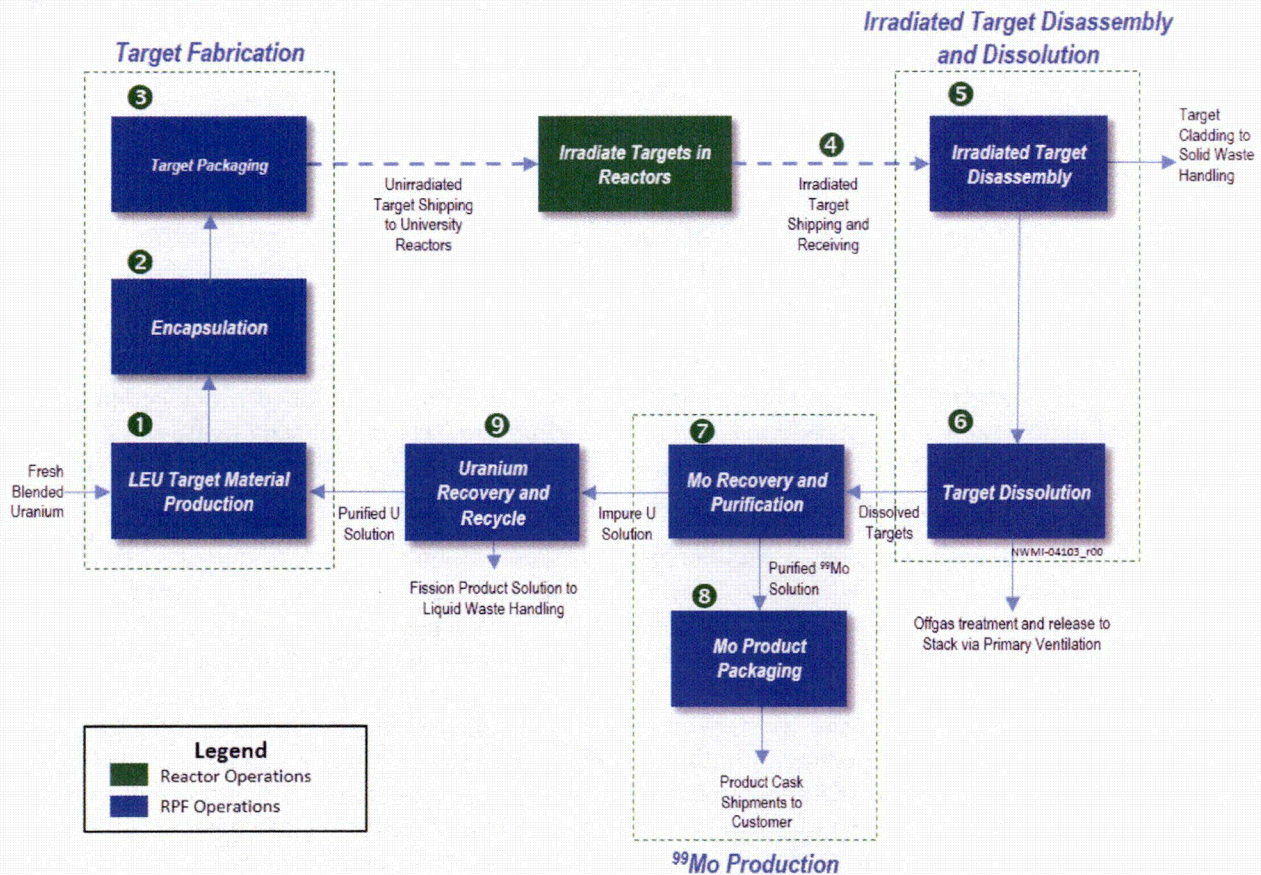 Target Fabrication
Irradiated Target Disassembly
and Dissolution
3
Target Packaging
Unirradiated
Target Shipping
to University
Reactors
Irradiate Targets in
Reactors
4
Irradiated
Target
Shipping and
Receiving
5
Irradiated Target
Disassembly
Target
Cladding to
Solid Waste
Handling
2
Encapsulation
1
LEU Target Material
Production
Fresh
Blended
Uranium
Purified U
Solution
9
Uranium
Recovery and
Recycle
Fission Product Solution to
Liquid Waste Handling
Impure U
Solution
7
Mo Recovery and
Purification
Dissolved
Targets
6
Target Dissolution
NWMI-04103_r00
Offgas treatment and release to
Stack via Primary Ventilation
Purified ⁹⁹Mo
Solution
8
Mo Product
Packaging
Product Cask
Shipments to
Customer
⁹⁹Mo Production
Legend
Reactor Operations
RPF Operations